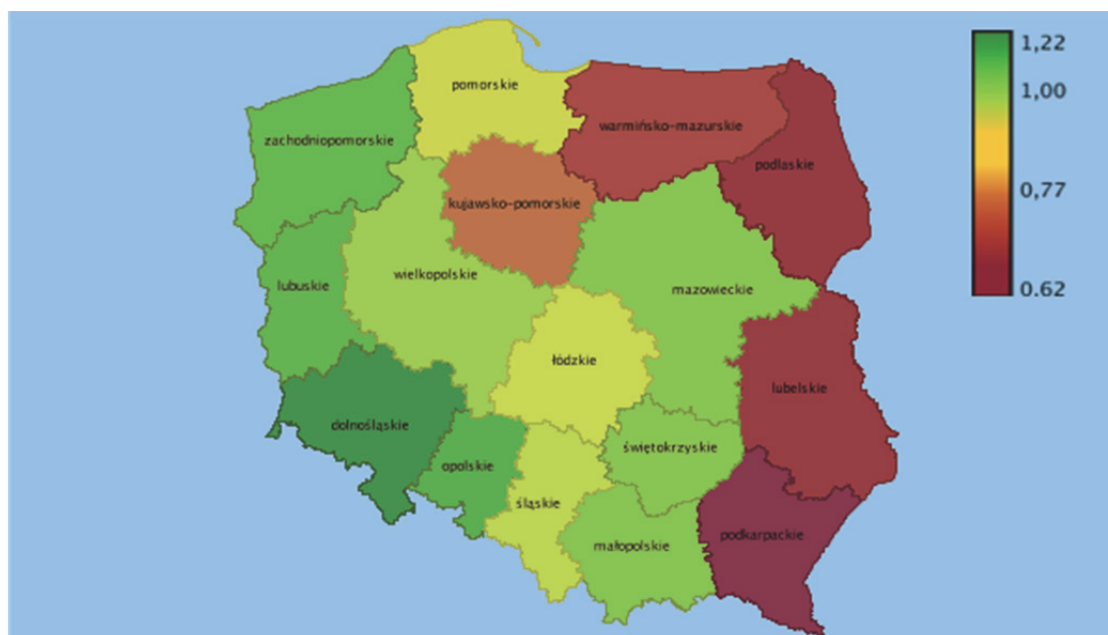 pomorskie
warmińsko-mazurskie
zachodniopomorskie
podlaskie
kujawsko-pomorskie
wielkopolskie
lubuskie
mazowieckie
łódzkie
lubelskie
dolnośląskie
świętokrzyskie
opolskie
śląskie
podkarpackie
małopolskie
1,22
1,00
0,77
0.62